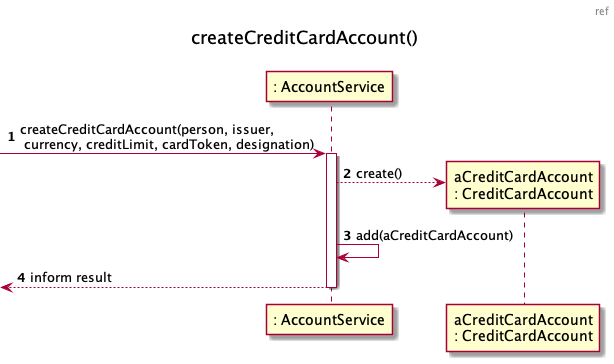 ref
createCreditCardAccount()
: AccountService
1 createCreditCardAccount(person, issuer,
currency, creditLimit, cardToken, designation)
2 create()
aCreditCardAccount
: CreditCardAccount
3 add(aCreditCardAccount)
4 inform result
: AccountService
aCreditCardAccount
: CreditCardAccount